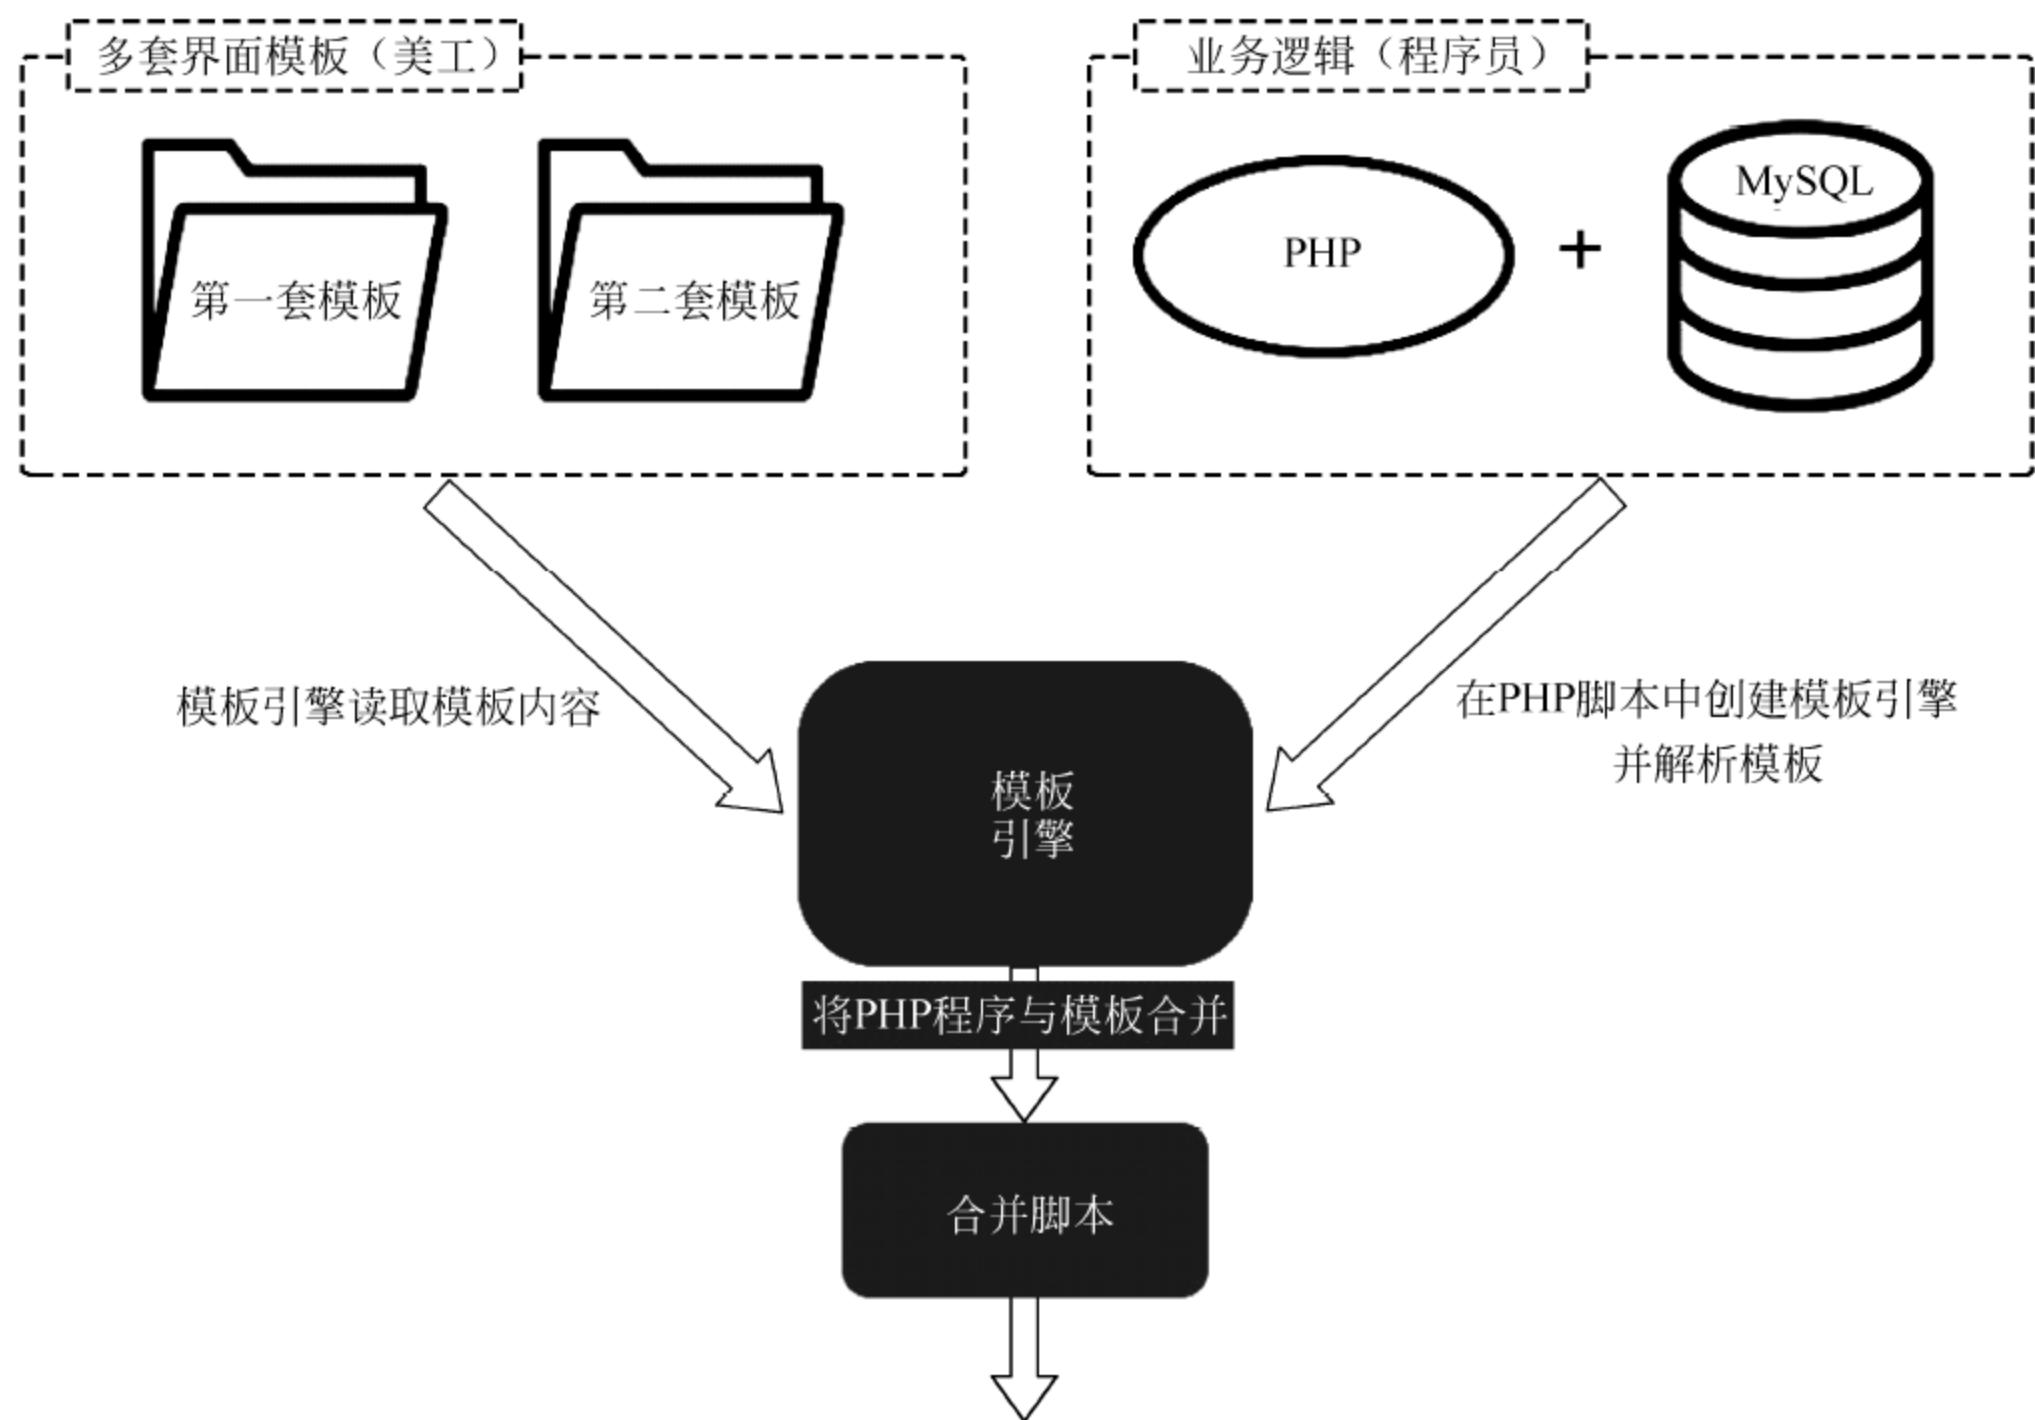 多套界面模板（美工）
业务逻辑（程序员）
第一套模板
第二套模板
PHP
+
MySQL
模板引擎读取模板内容
在PHP脚本中创建模板引擎
并解析模板
模板
引擎
将PHP程序与模板合并
合并脚本